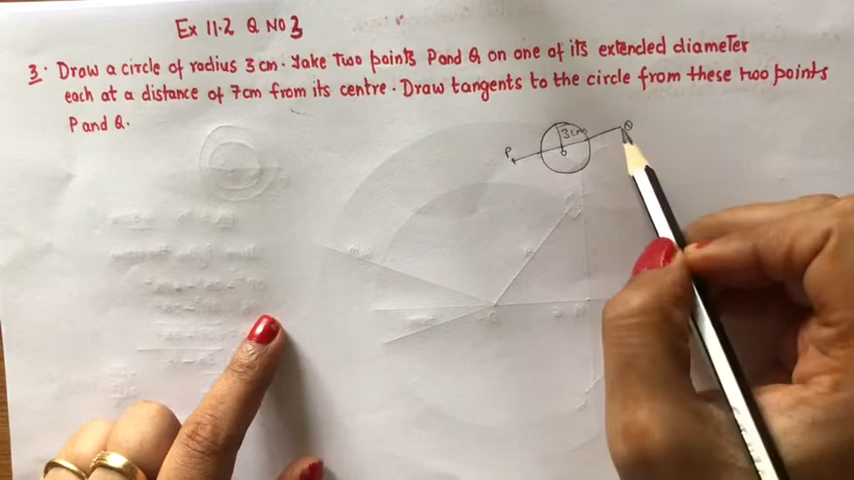 Ex 11.2 Q NO 3
3. Draw a circle of radius 3 cm. Take Two points P and Q on one of its extended diameter
each at a distance of 7cm from its centre. Draw tangents to the circle from these two points
P and Q.
3cm
Q
P